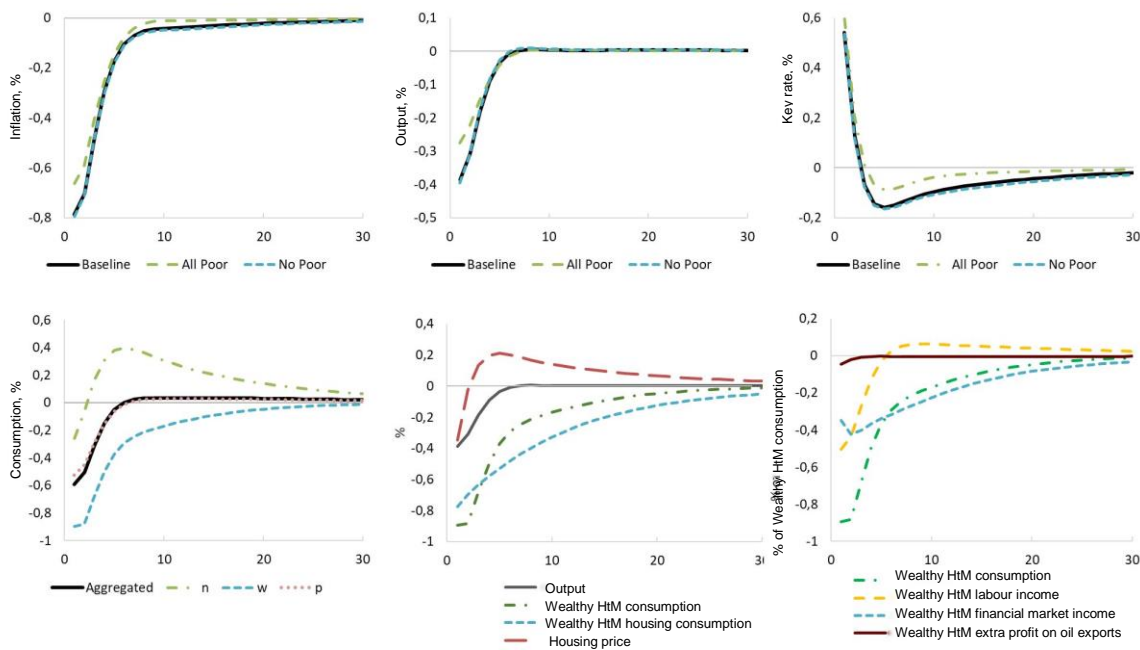 Inflation, %
0
-0,2
-0,4
-0,6
-0,8
0 10 20 30
Baseline All Poor No Poor
Output, %
0,1
0
-0,1
-0,2
-0,3
-0,4
-0,5
0 10 20 30
Baseline All Poor No Poor
Key rate, %
0,6
0,4
0,2
0
-0,2
0 10 20 30
Baseline All Poor No Poor
Consumption, %
0,6
0,4
0,2
0
-0,2
-0,4
-0,6
-0,8
-1
0 10 20 30
Aggregated n w p
%
0,4
0,2
0
-0,2
-0,4
-0,6
-0,8
-1
0 10 20 30
Output
Wealthy HtM consumption
Wealthy HtM housing consumption
Housing price
% of Wealthy HtM consumption
0,2
0
-0,2
-0,4
-0,6
-0,8
-1
0 10 20 30
Wealthy HtM consumption
Wealthy HtM labour income
Wealthy HtM financial market income
Wealthy HtM extra profit on oil exports